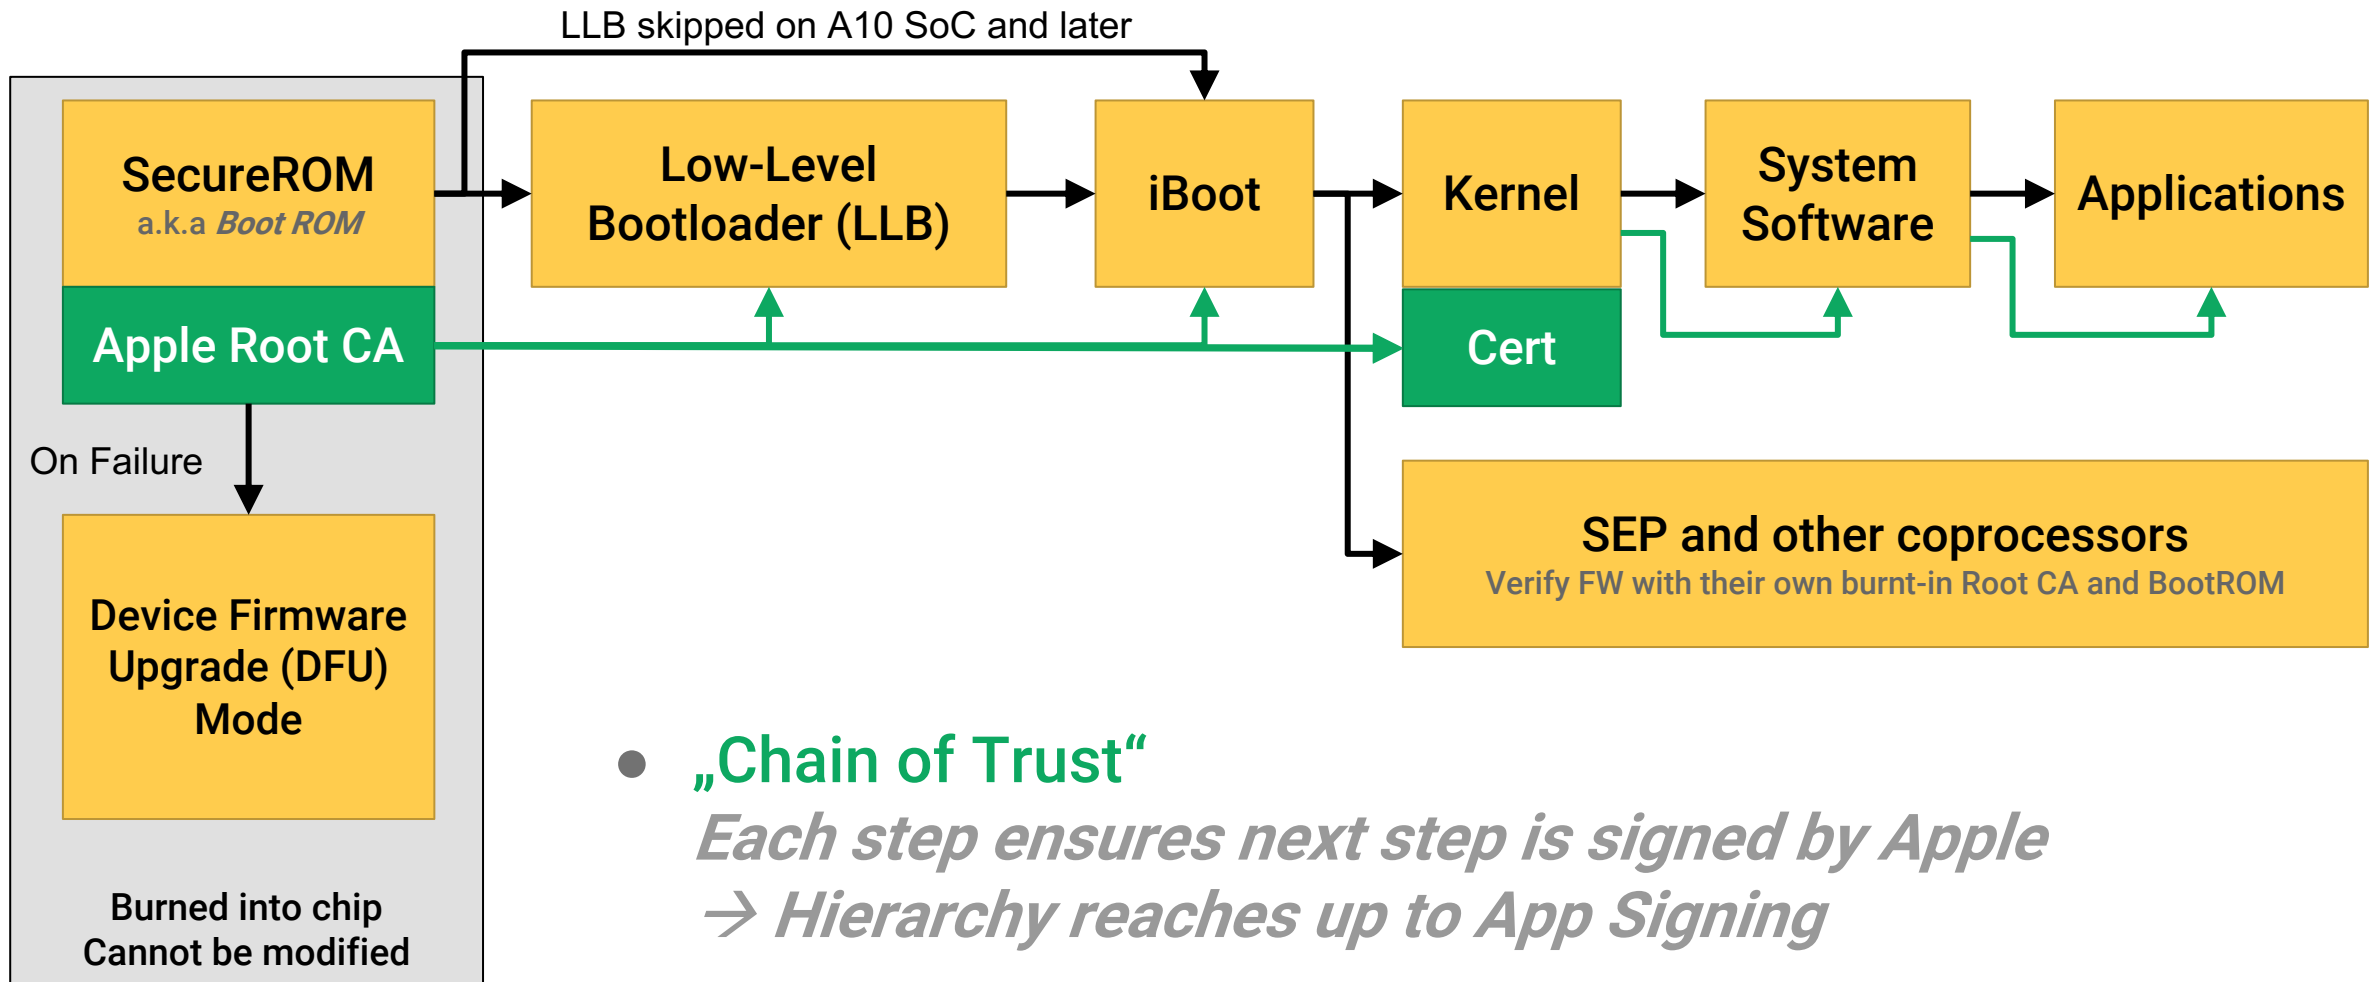 LLB skipped on A10 SoC and later
SecureROM
a.k.a Boot ROM
Apple Root CA
On Failure
Device Firmware
Upgrade (DFU)
Mode
Burned into chip
Cannot be modified
Low-Level
Bootloader (LLB)
iBoot
Kernel
Cert
System
Software
Applications
SEP and other coprocessors
Verify FW with their own burnt-in Root CA and BootROM
● „Chain of Trust“
Each step ensures next step is signed by Apple
→ Hierarchy reaches up to App Signing